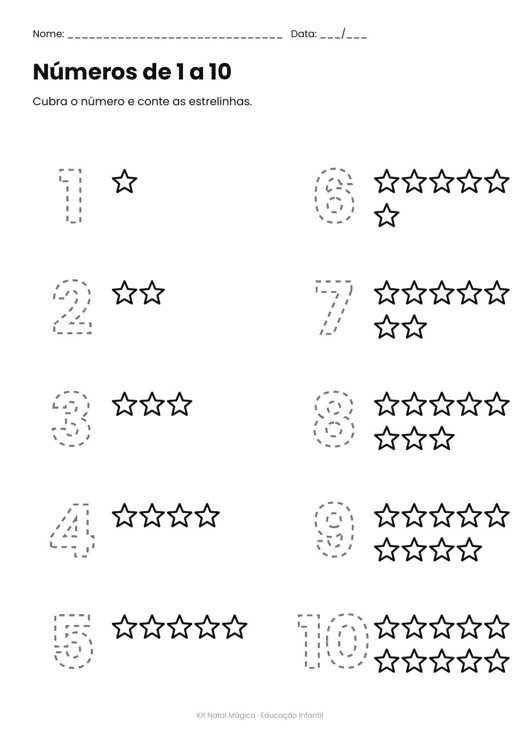 Nome: ______________________________ Data: ___/___
Números de 1 a 10
Cubra o número e conte as estrelinhas.
1
6
2
7
3
8
4
9
5
10
Kit Natal Mágico · Educação Infantil